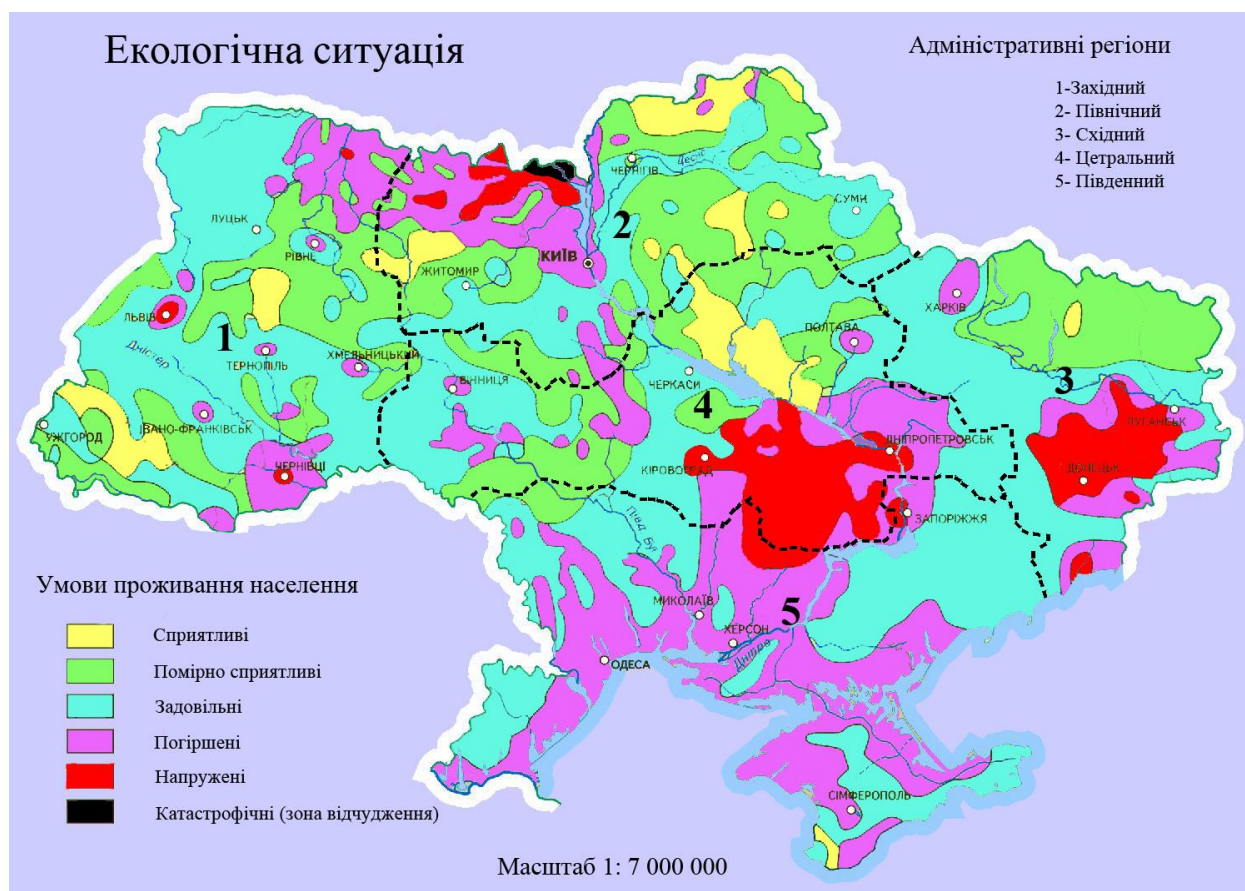 Екологічна ситуація
Адміністративні регіони
1-Західний
2- Північний
3- Східний
4- Цетральний
5- Південний
ЧЕРНІГІВ
Десна
СУМИ
ЛУЦЬК
2
РІВНЕ
КИЇВ
ЖИТОМИР
ХАРКІВ
ЛЬВІВ
1
ПОЛТАВА
Дністер
ТЕРНОПІЛЬ
ХМЕЛЬНИЦЬКИЙ
ВІННИЦЯ
ЧЕРКАСИ
3
4
УЖГОРОД
ІВАНО-ФРАНКІВСЬК
ЛУГАНСЬК
ДНІПРОПЕТРОВСЬК
ЧЕРНІВЦІ
КІРОВОГРАД
ДОНЕЦЬК
Півд. Буг
ЗАПОРІЖЖЯ
Умови проживання населення
МИКОЛАЇВ
5
ХЕРСОН
Дніпро
ОДЕСА
Сприятливі
Помірно сприятливі
Задовільні
Погіршені
Напружені
Катастрофічні (зона відчудження)
СІМФЕРОПОЛЬ
Масштаб 1: 7 000 000